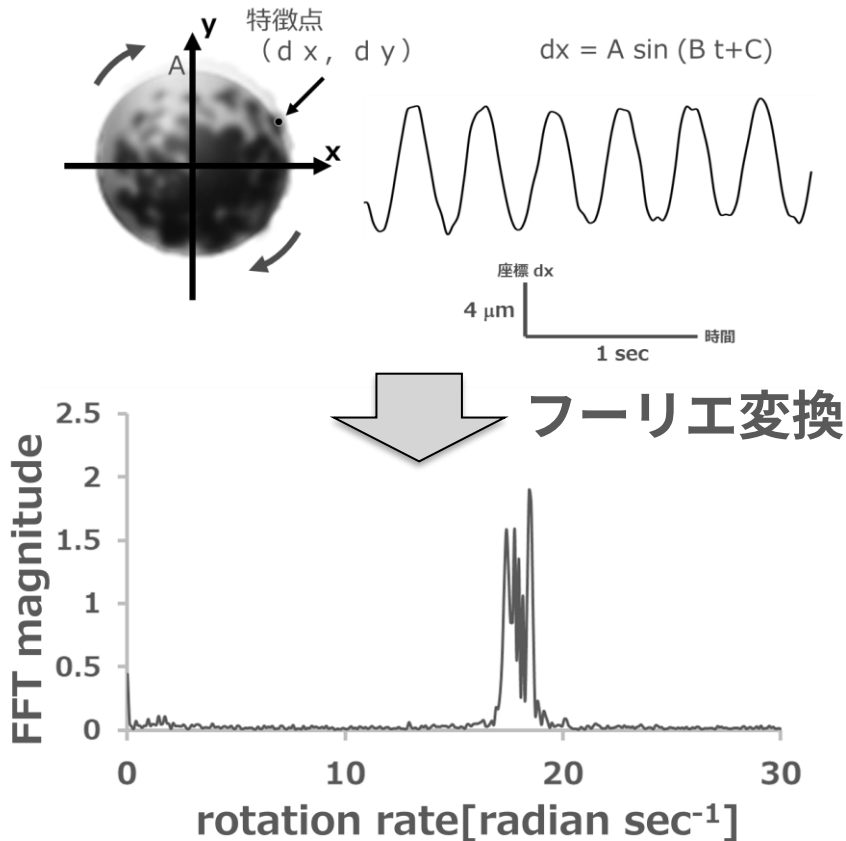 特徴点
y
(ｄｘ，ｄｙ)
dx = A sin (B t+C)
A
x
座標 dx
4 μm
時間
1 sec
フーリエ変換
2.5
2
1.5
1
0.5
0
FFT magnitude
0 10 20 30
rotation rate[radian sec⁻¹]